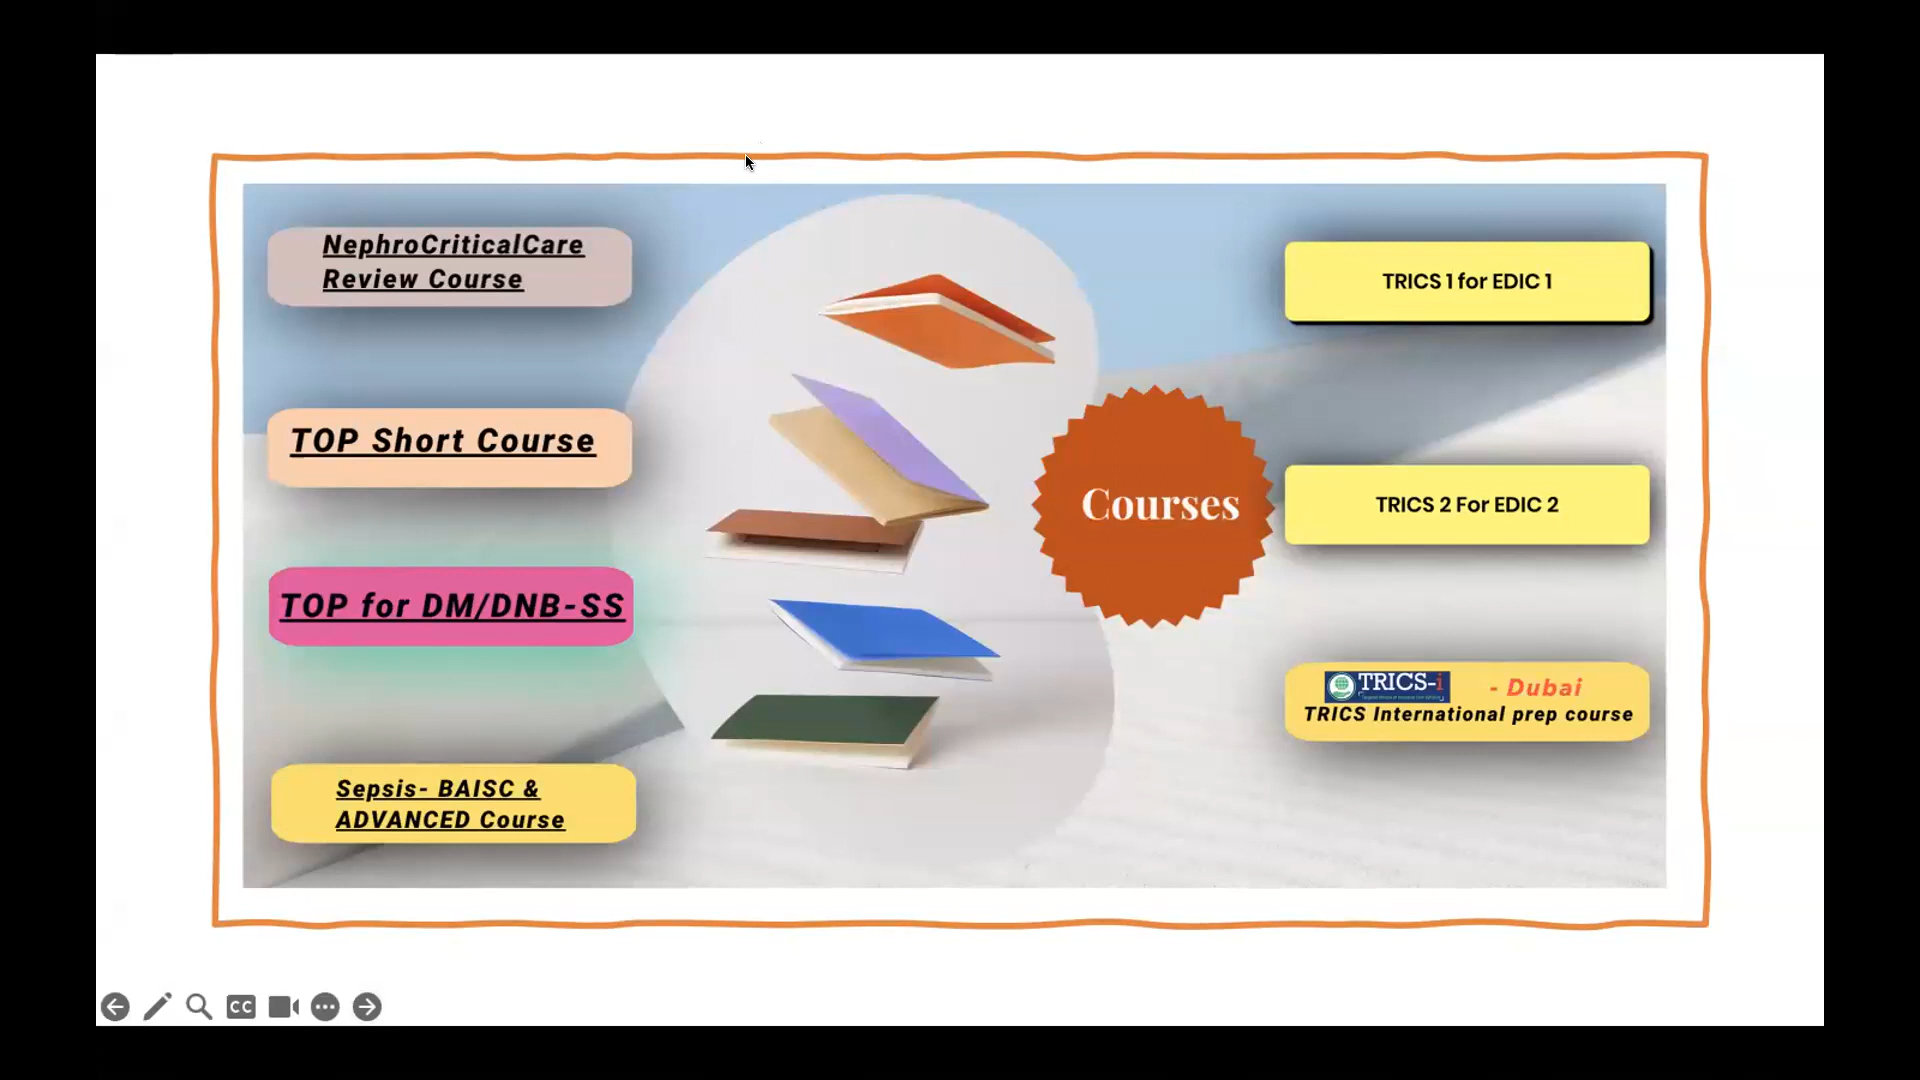 NephroCriticalCare
Review Course
TOP Short Course
TOP for DM/DNB-SS
Sepsis- BAISC &
ADVANCED Course
Courses
TRICS 1 for EDIC 1
TRICS 2 For EDIC 2
TRICS-i - Dubai
TRICS International prep course
CC